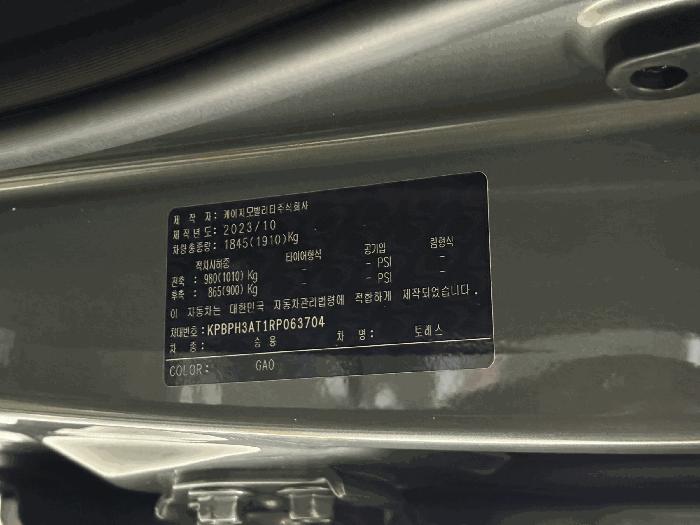 제 작 자: 케이지모빌리티주식회사
제작년도: 2023/10
차량총중량: 1845(1910)Kg
적차시하중 타이어형식 공기압 림형식
전축 : 980(1010) Kg - - PSI -
후축 : 865(900) Kg - - PSI -
이 자동차는 대한민국 자동차관리법령에 적합하게 제작되었습니다.
차대번호: KPBPH3AT1RP063704
차 종: 승용 차 명: 토레스
COLOR: GAO